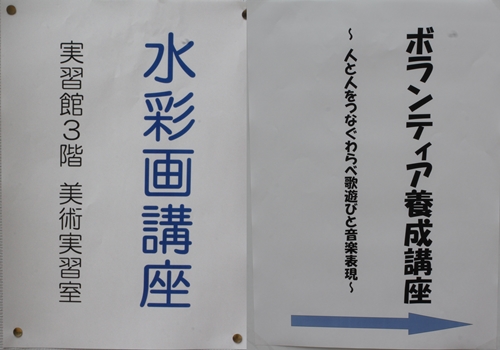 水彩画講座
実習館3階 美術実習室
ボランティア養成講座
～ 人と人をつなぐわらべ歌遊びと音楽表現～